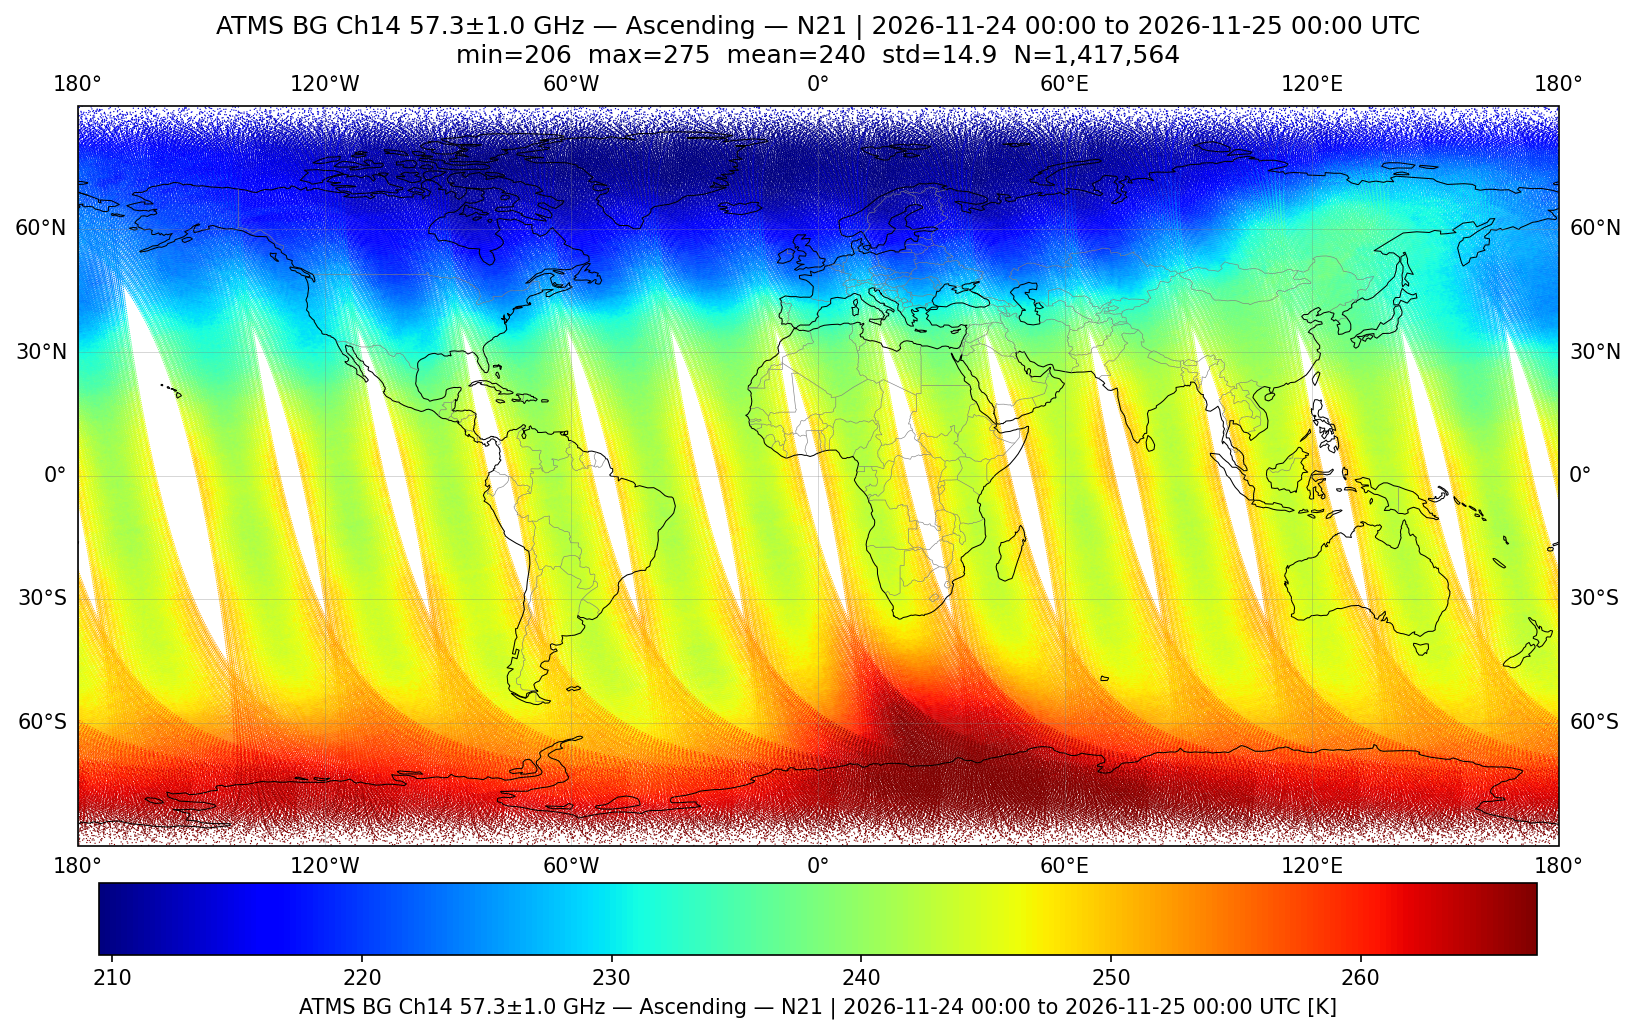 ATMS BG Ch14 57.3±1.0 GHz — Ascending — N21 | 2026-11-24 00:00 to 2026-11-25 00:00 UTC
min=206 max=275 mean=240 std=14.9 N=1,417,564
180° 120°W 60°W 0° 60°E 120°E 180°
60°N 60°N
30°N 30°N
0° 0°
30°S 30°S
60°S 60°S
180° 120°W 60°W 0° 60°E 120°E 180°
210 220 230 240 250 260
ATMS BG Ch14 57.3±1.0 GHz — Ascending — N21 | 2026-11-24 00:00 to 2026-11-25 00:00 UTC [K]